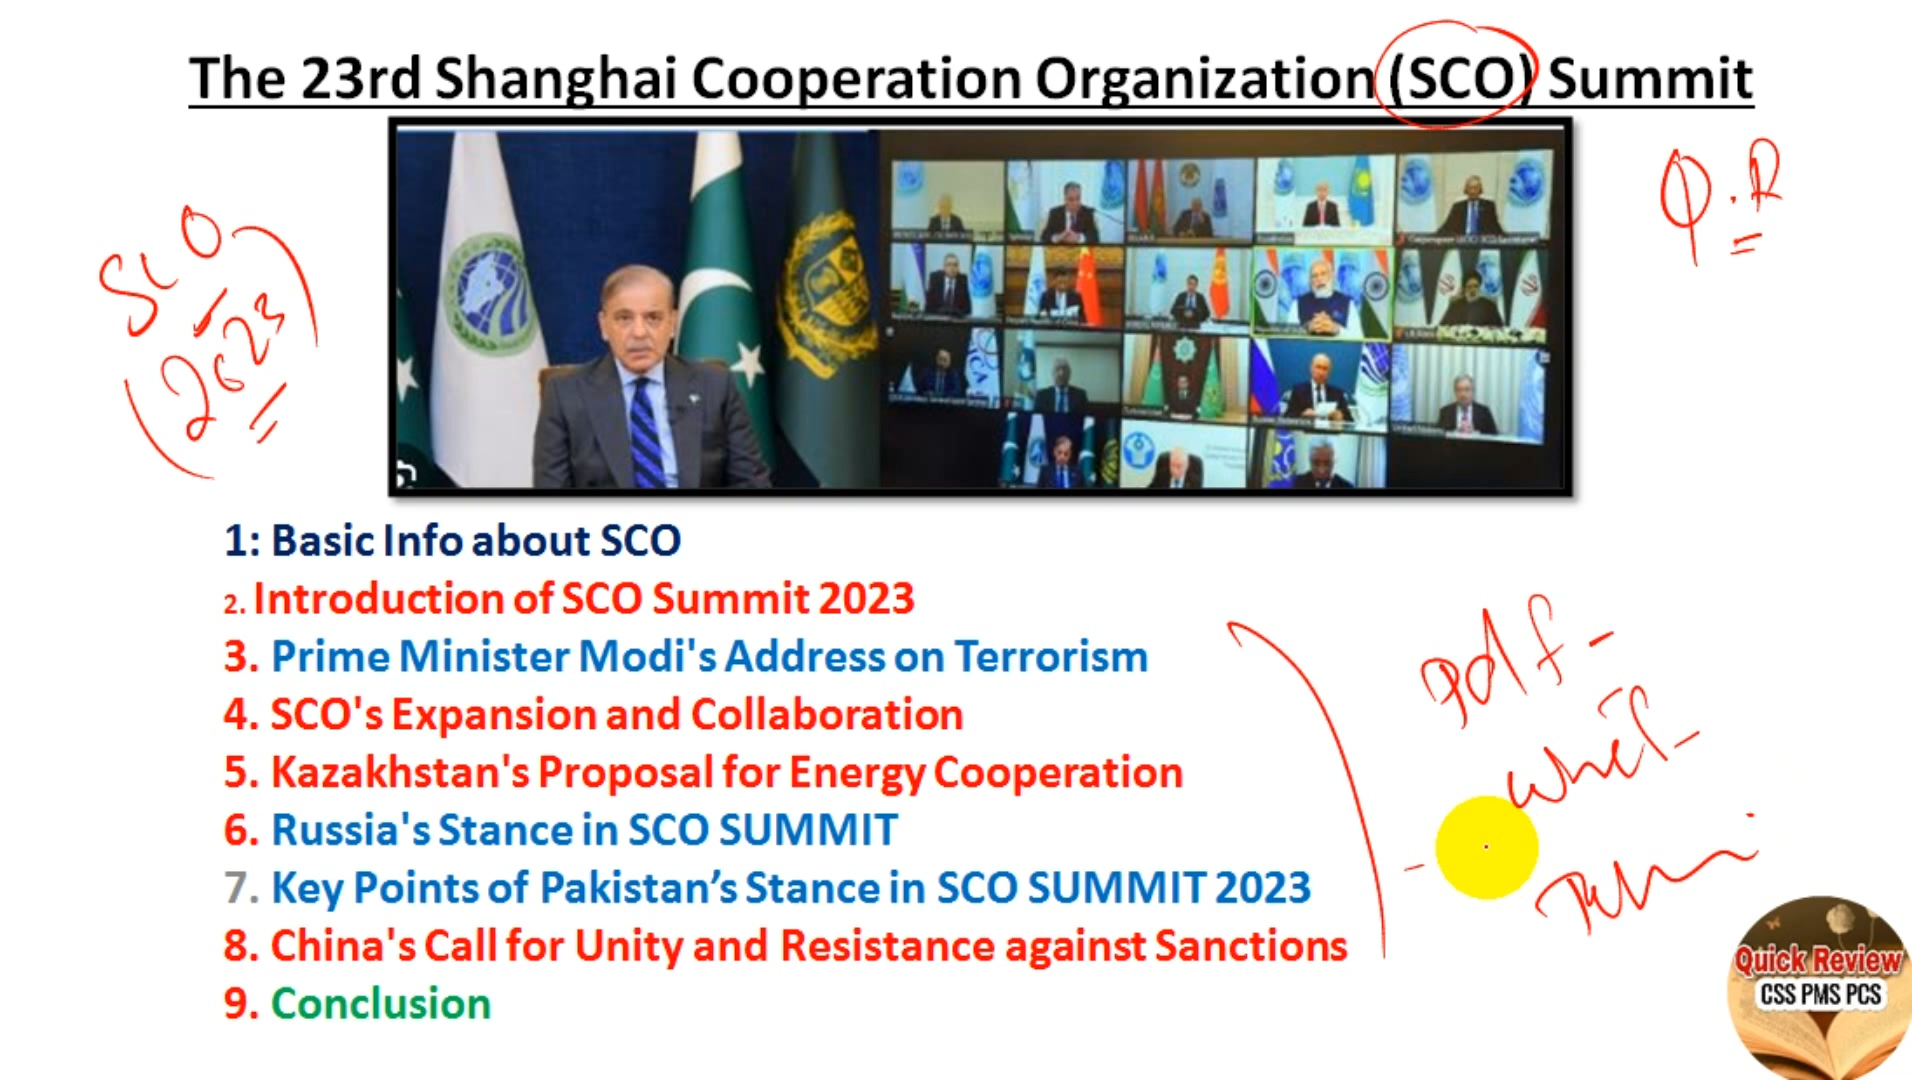 The 23rd Shanghai Cooperation Organization (SCO) Summit
Q.R
SCO
2023
1: Basic Info about SCO
2. Introduction of SCO Summit 2023
3. Prime Minister Modi's Address on Terrorism
4. SCO's Expansion and Collaboration
5. Kazakhstan's Proposal for Energy Cooperation
6. Russia's Stance in SCO SUMMIT
7. Key Points of Pakistan’s Stance in SCO SUMMIT 2023
8. China's Call for Unity and Resistance against Sanctions
9. Conclusion
Pdf -
Quick Review
CSS PMS PCS